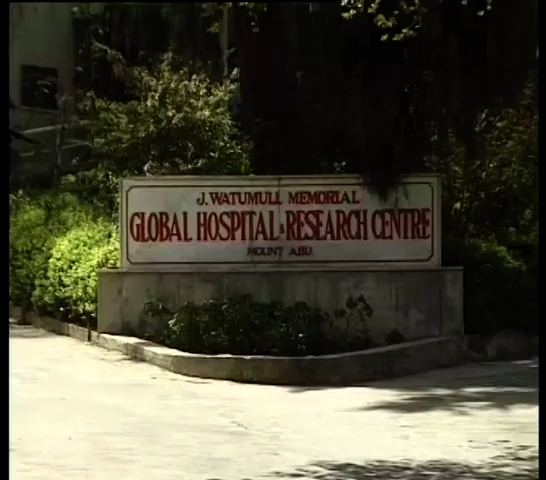 J. WATUMULL MEMORIAL
GLOBAL HOSPITAL & RESEARCH CENTRE
MOUNT ABU